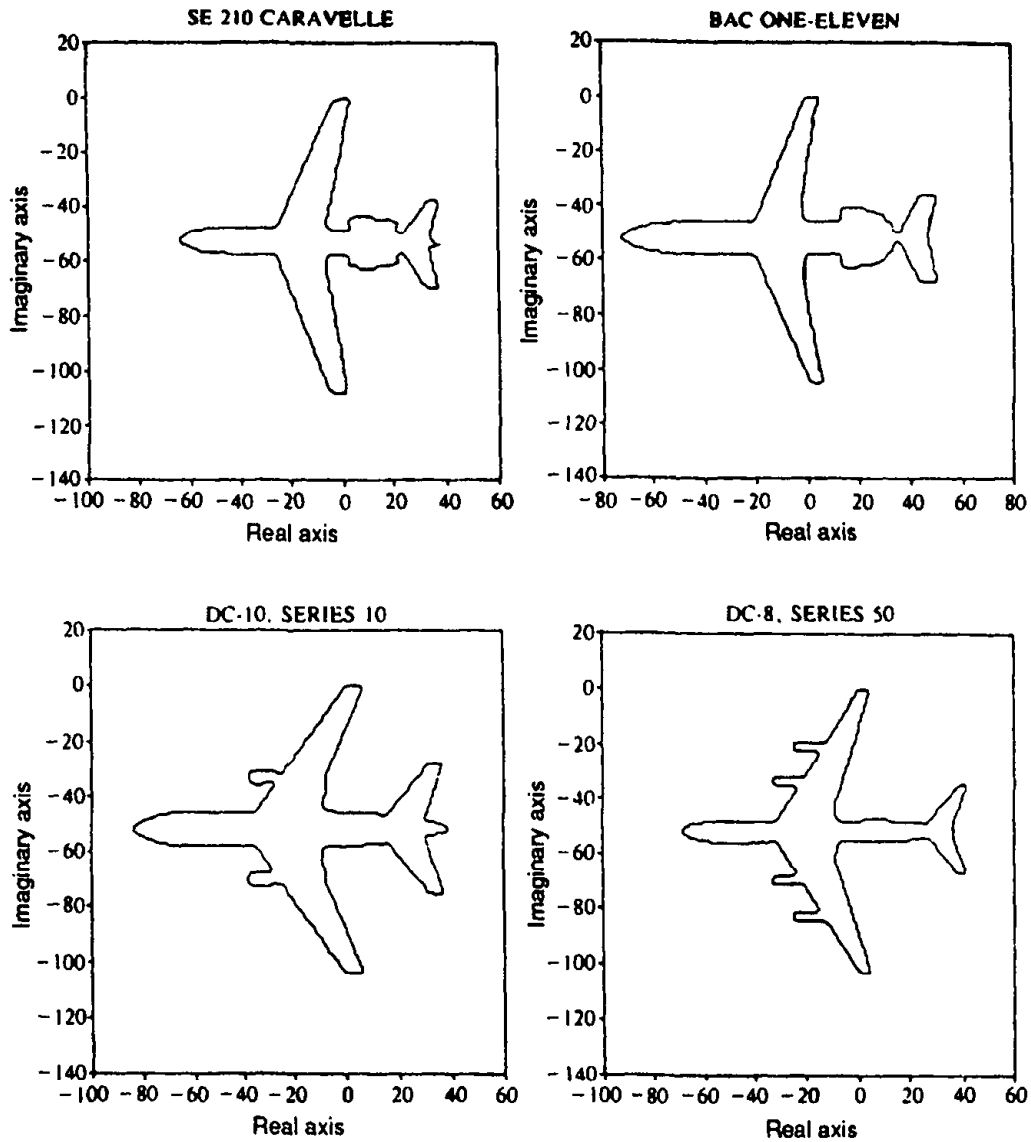 SE 210 CARAVELLE
20
0
-20
-40
-60
-80
-100
-120
-140
Imaginary axis
-100 -80 -60 -40 -20 0 20 40 60
Real axis
BAC ONE-ELEVEN
20
0
-20
-40
-60
-80
-100
-120
-140
Imaginary axis
-80 -60 -40 -20 0 20 40 60 80
Real axis
DC-10, SERIES 10
20
0
-20
-40
-60
-80
-100
-120
-140
Imaginary axis
-100 -80 -60 -40 -20 0 20 40 60
Real axis
DC-8, SERIES 50
20
0
-20
-40
-60
-80
-100
-120
-140
Imaginary axis
-100 -80 -60 -40 -20 0 20 40 60
Real axis